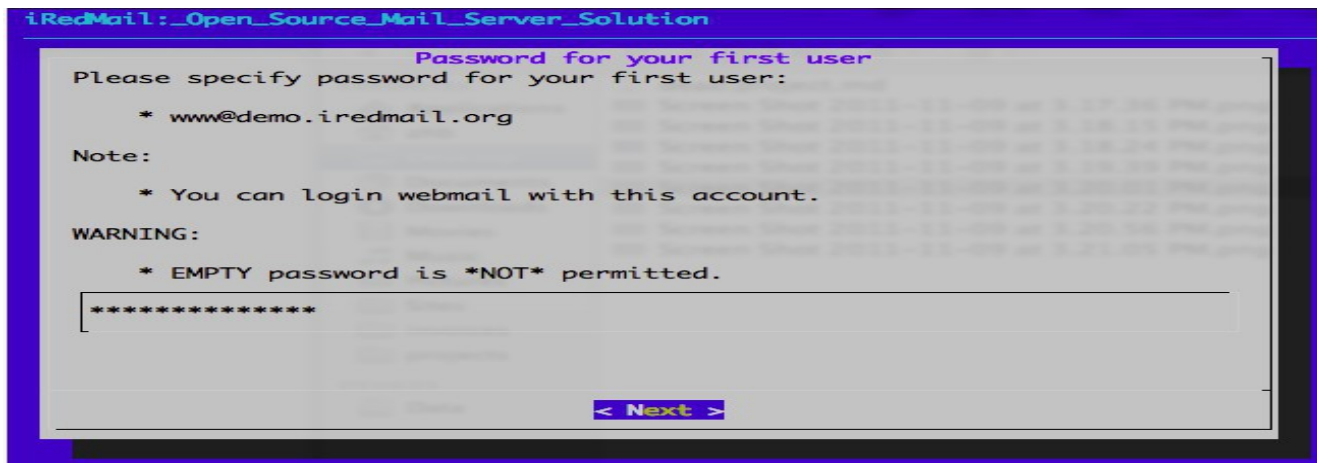 iRedMail:_Open_Source_Mail_Server_Solution
Password for your first user
Please specify password for your first user:
* www@demo.iredmail.org
Note:
* You can login webmail with this account.
WARNING:
* EMPTY password is *NOT* permitted.
**************
< Next >